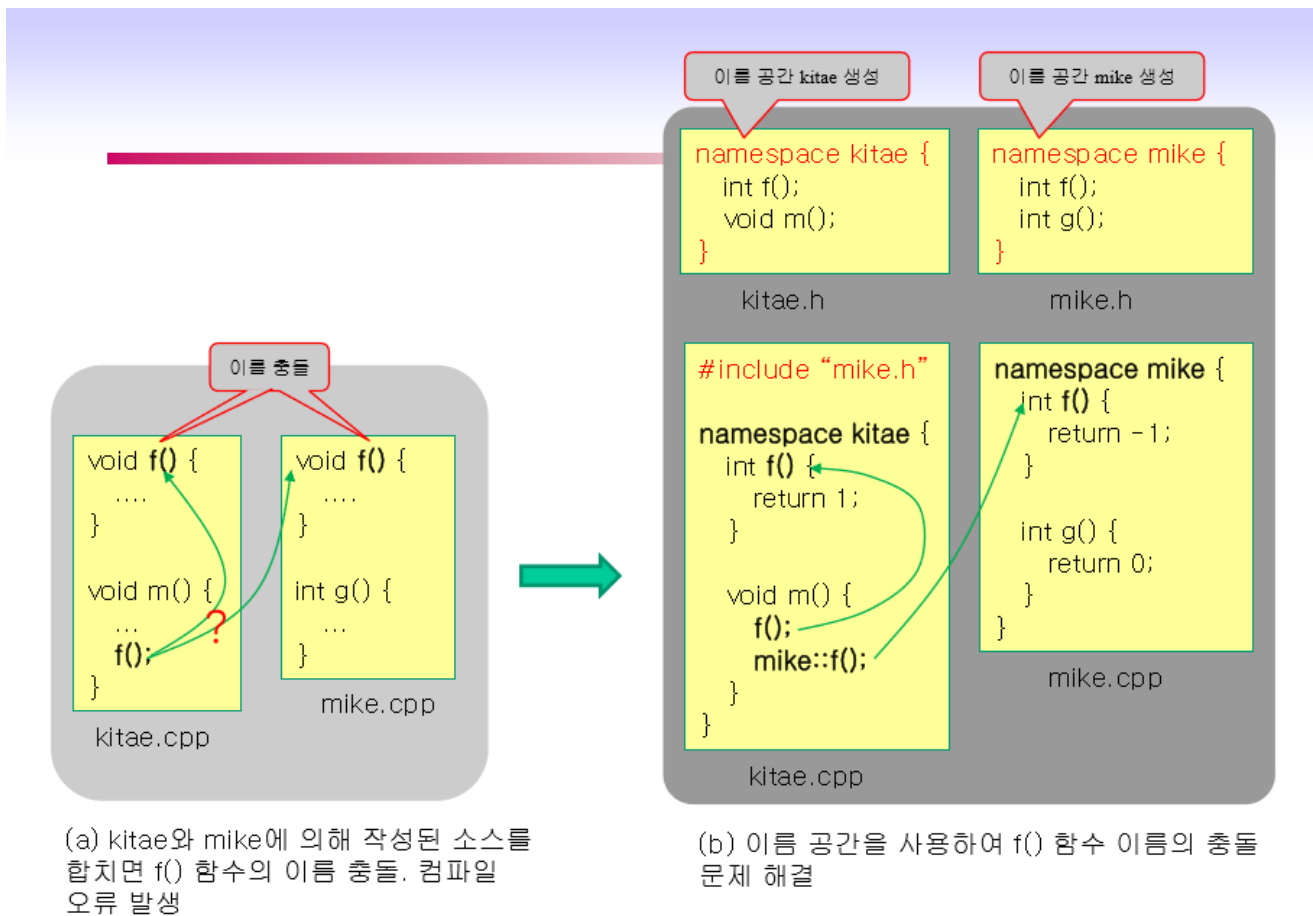 이름 공간 kitae 생성
이름 공간 mike 생성
namespace kitae {
int f();
void m();
}
kitae.h
namespace mike {
int f();
int g();
}
mike.h
이름 충돌
void f() {
....
}
void m() {
...
f();
}
kitae.cpp
void f() {
....
}
int g() {
...
}
mike.cpp
?
#include “mike.h”
namespace kitae {
int f() {
return 1;
}
void m() {
f();
mike::f();
}
}
kitae.cpp
namespace mike {
int f() {
return -1;
}
int g() {
return 0;
}
}
mike.cpp
(a) kitae와 mike에 의해 작성된 소스를
합치면 f() 함수의 이름 충돌. 컴파일
오류 발생
(b) 이름 공간을 사용하여 f() 함수 이름의 충돌
문제 해결